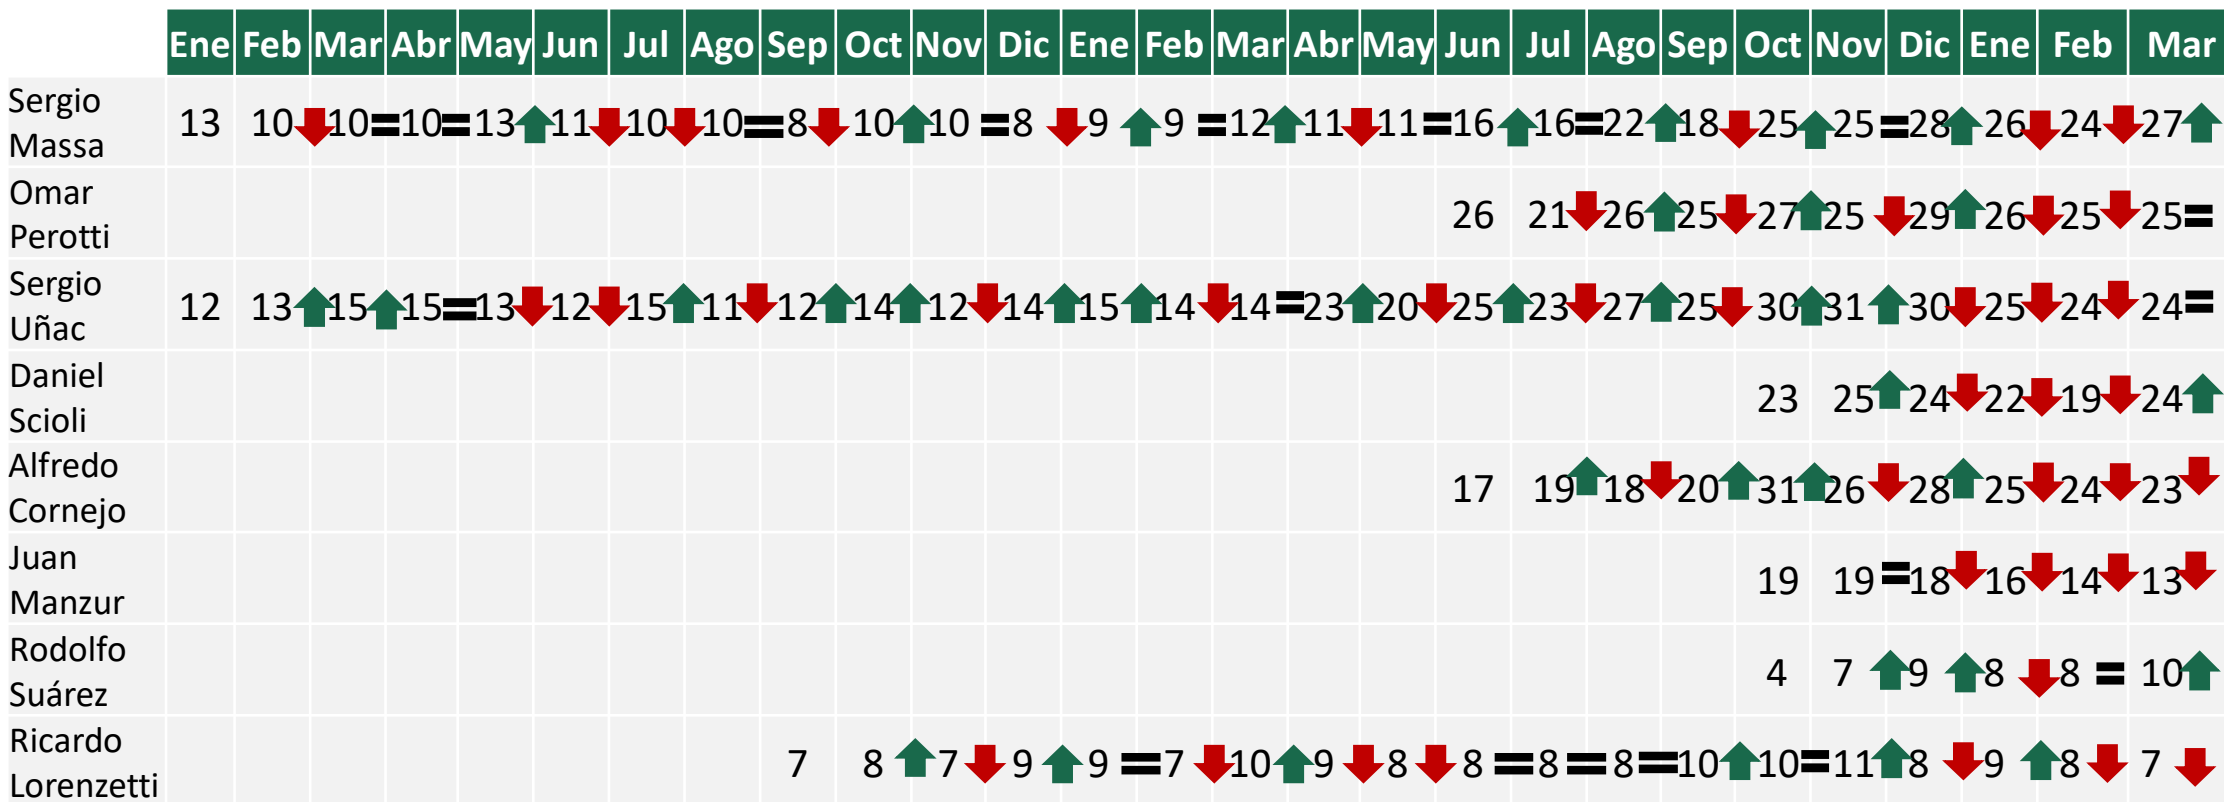 Ene Feb Mar Abr May Jun Jul Ago Sep Oct Nov Dic Ene Feb Mar Abr May Jun Jul Ago Sep Oct Nov Dic Ene Feb Mar
Sergio
Massa
13 10 10=10=13 11 10 10=8 10 10=8 9 9=12 11 11=16 16=22 18 25 25=28 26 24 27
Omar
Perotti
26 21 26 25 27 25 29 26 25 25=
Sergio
Uñac
12 13 15 15=13 12 15 11 12 14 12 14 15 14 14=23 20 25 23 27 25 30 31 30 25 24 24=
Daniel
Scioli
23 25 24 22 19 24
Alfredo
Cornejo
17 19 18 20 31 26 28 25 24 23
Juan
Manzur
19 19=18 16 14 13
Rodolfo
Suárez
4 7 9 8 8= 10
Ricardo
Lorenzetti
7 8 7 9 9=7 10 9 8 8=8=8=10 10=11 8 9 8 7